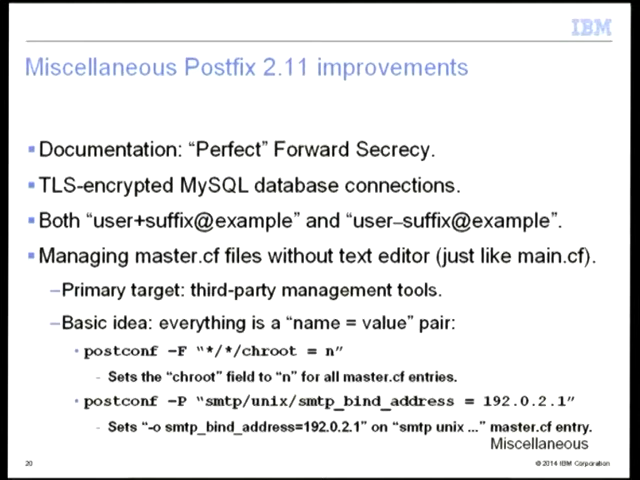 IBM
Miscellaneous Postfix 2.11 improvements
Documentation: “Perfect” Forward Secrecy.
TLS-encrypted MySQL database connections.
Both “user+suffix@example” and “user–suffix@example”.
Managing master.cf files without text editor (just like main.cf).
–Primary target: third-party management tools.
–Basic idea: everything is a “name = value” pair:
• postconf –F “*/*/chroot = n”
- Sets the “chroot” field to “n” for all master.cf entries.
• postconf –P “smtp/unix/smtp_bind_address = 192.0.2.1”
- Sets “-o smtp_bind_address=192.0.2.1” on “smtp unix ...” master.cf entry.
Miscellaneous
20
© 2014 IBM Corporation